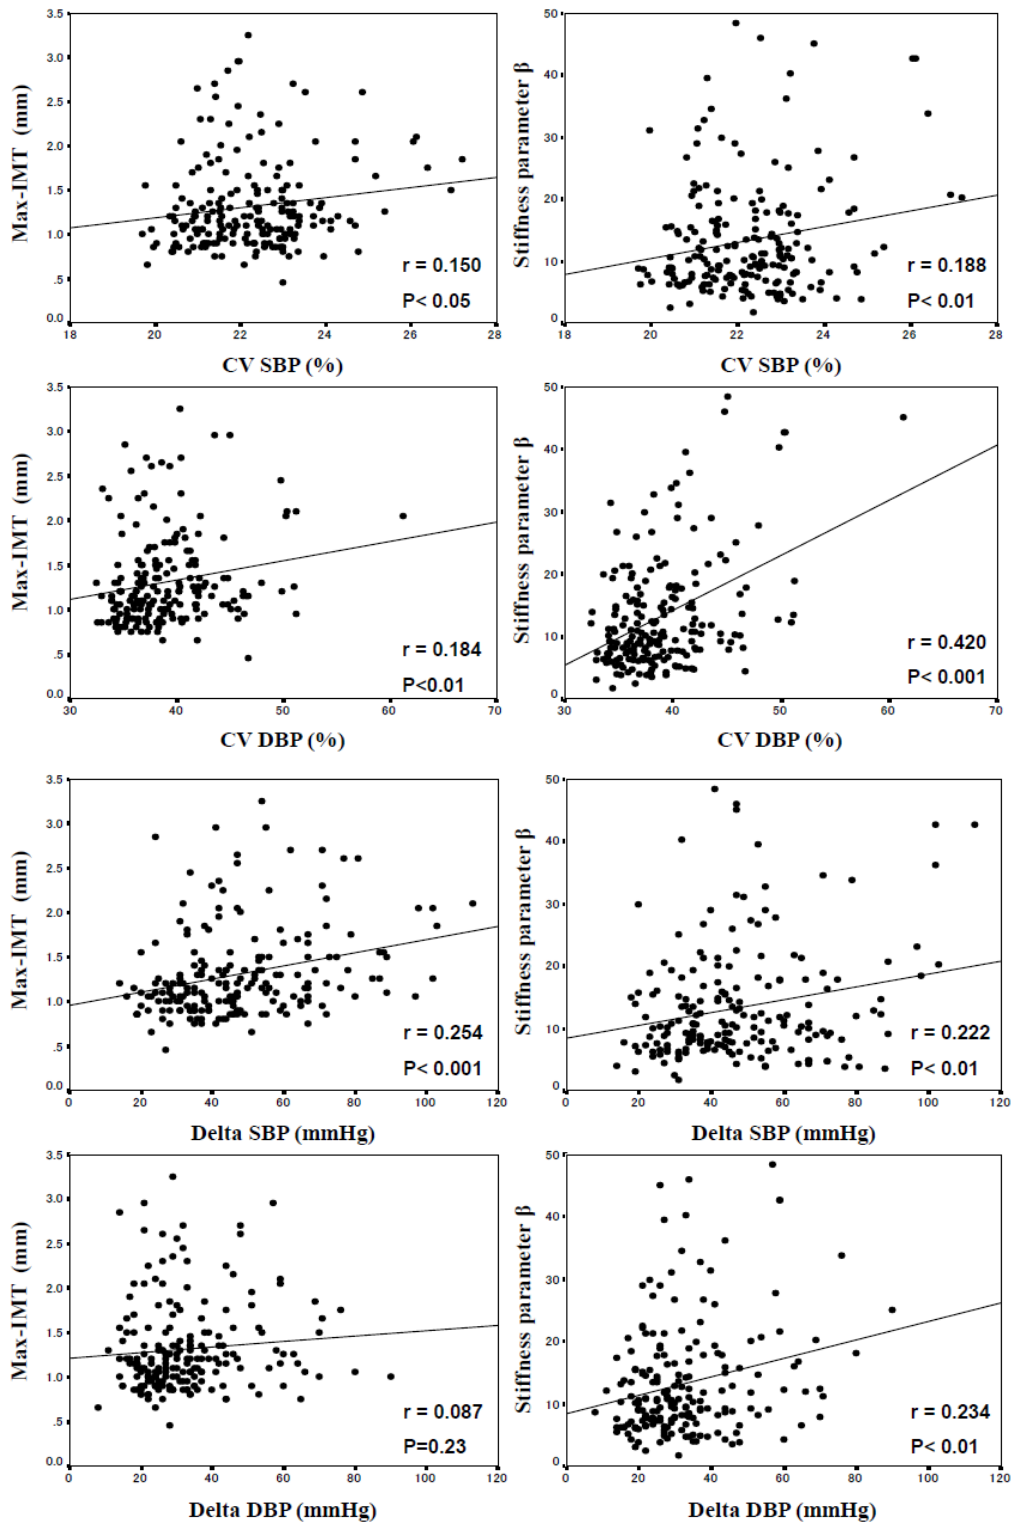 3.5
3.0
2.5
2.0
1.5
1.0
.5
0.0
Max-IMT (mm)
r = 0.150
P< 0.05
18 20 22 24 26 28
CV SBP (%)
50
40
30
20
10
0
Stiffness parameter β
r = 0.188
P< 0.01
18 20 22 24 26 28
CV SBP (%)
3.5
3.0
2.5
2.0
1.5
1.0
.5
0.0
Max-IMT (mm)
r = 0.184
P<0.01
30 40 50 60 70
CV DBP (%)
50
40
30
20
10
0
Stiffness parameter β
r = 0.420
P< 0.001
30 40 50 60 70
CV DBP (%)
3.5
3.0
2.5
2.0
1.5
1.0
.5
0.0
Max-IMT (mm)
r = 0.254
P< 0.001
0 20 40 60 80 100 120
Delta SBP (mmHg)
50
40
30
20
10
0
Stiffness parameter β
r = 0.222
P< 0.01
0 20 40 60 80 100 120
Delta SBP (mmHg)
3.5
3.0
2.5
2.0
1.5
1.0
.5
0.0
Max-IMT (mm)
r = 0.087
P=0.23
0 20 40 60 80 100 120
Delta DBP (mmHg)
50
40
30
20
10
0
Stiffness parameter β
r = 0.234
P< 0.01
0 20 40 60 80 100 120
Delta DBP (mmHg)